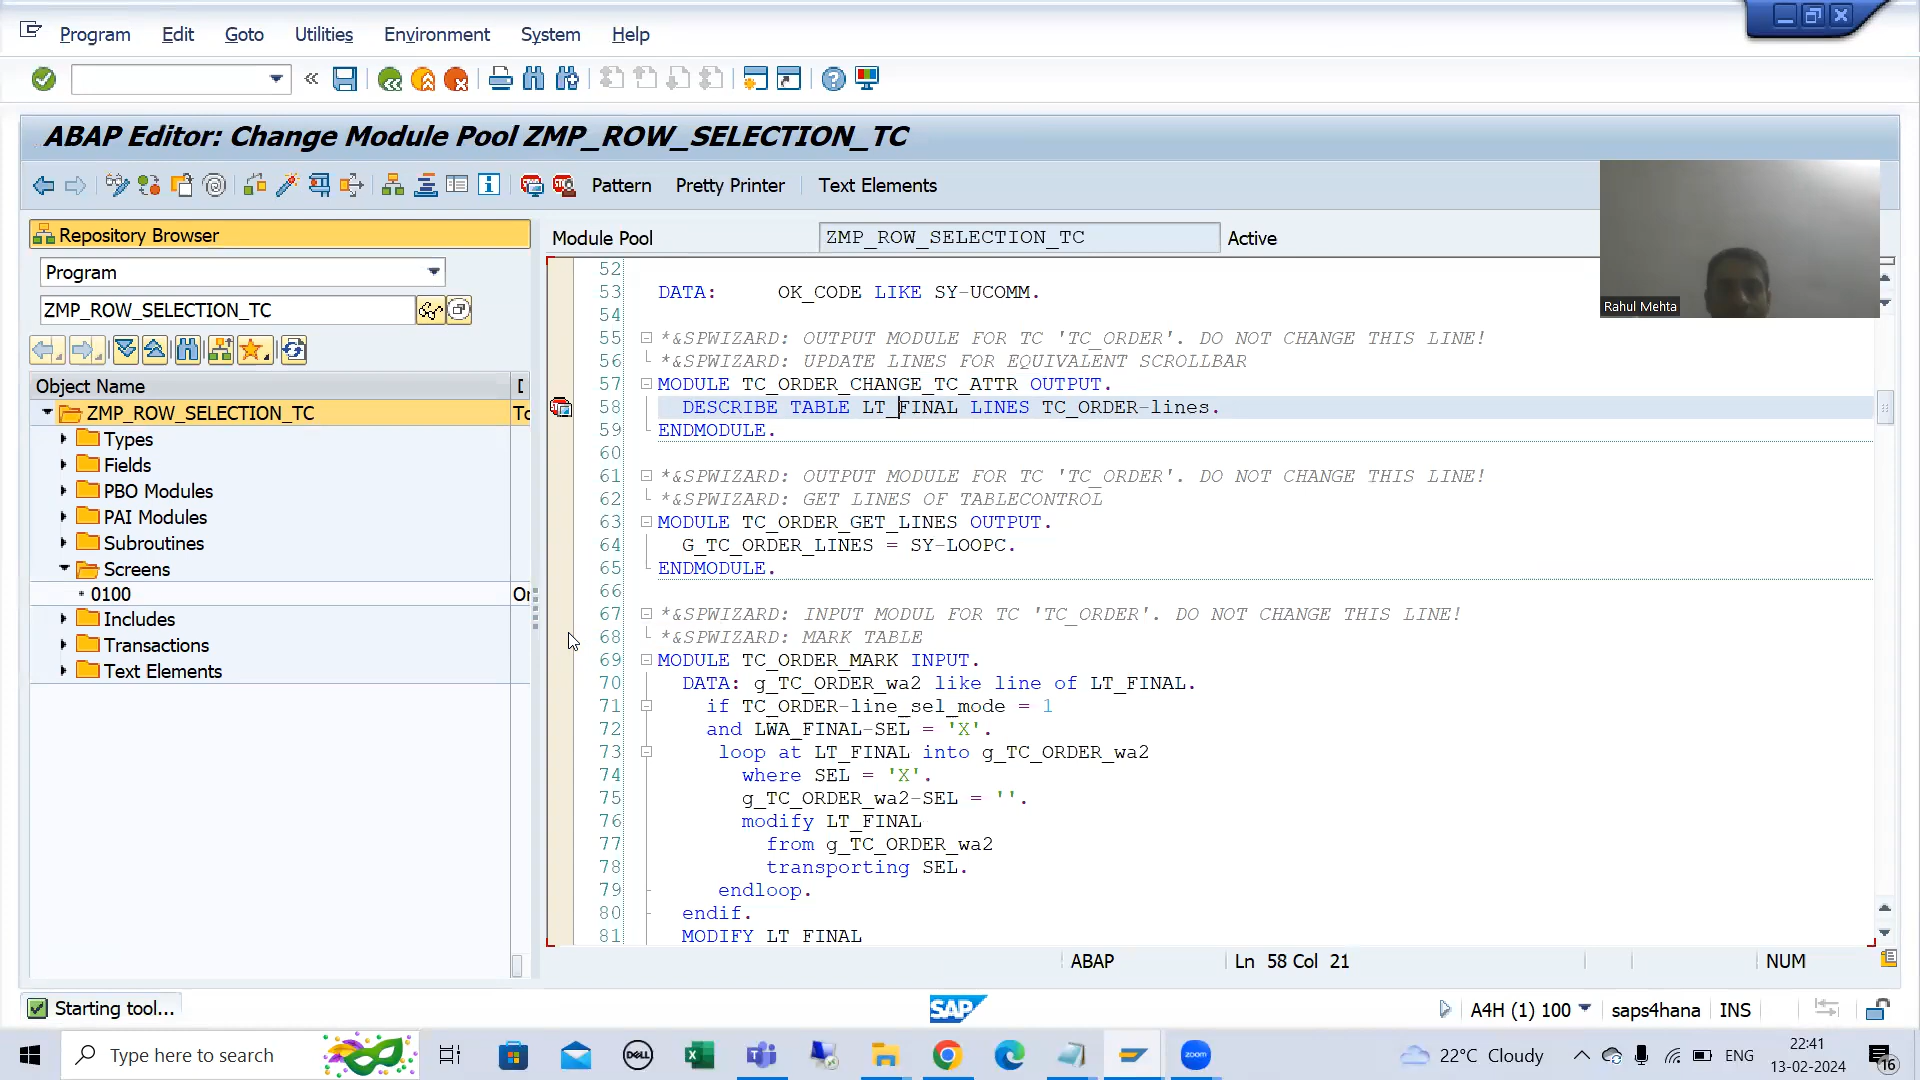 Program Edit Goto Utilities Environment System Help
ABAP Editor: Change Module Pool ZMP_ROW_SELECTION_TC
Pattern Pretty Printer Text Elements
Repository Browser
Program
ZMP_ROW_SELECTION_TC
Object Name D
ZMP_ROW_SELECTION_TC To
Types
Fields
PBO Modules
PAI Modules
Subroutines
Screens
0100 Or
Includes
Transactions
Text Elements
Module Pool ZMP_ROW_SELECTION_TC Active
Rahul Mehta
52
53 DATA: OK_CODE LIKE SY-UCOMM.
54
55 *&SPWIZARD: OUTPUT MODULE FOR TC 'TC_ORDER'. DO NOT CHANGE THIS LINE!
56 *&SPWIZARD: UPDATE LINES FOR EQUIVALENT SCROLLBAR
57 MODULE TC_ORDER_CHANGE_TC_ATTR OUTPUT.
58 DESCRIBE TABLE LT_FINAL LINES TC_ORDER-lines.
59 ENDMODULE.
60
61 *&SPWIZARD: OUTPUT MODULE FOR TC 'TC_ORDER'. DO NOT CHANGE THIS LINE!
62 *&SPWIZARD: GET LINES OF TABLECONTROL
63 MODULE TC_ORDER_GET_LINES OUTPUT.
64 G_TC_ORDER_LINES = SY-LOOPC.
65 ENDMODULE.
66
67 *&SPWIZARD: INPUT MODUL FOR TC 'TC_ORDER'. DO NOT CHANGE THIS LINE!
68 *&SPWIZARD: MARK TABLE
69 MODULE TC_ORDER_MARK INPUT.
70 DATA: g_TC_ORDER_wa2 like line of LT_FINAL.
71 if TC_ORDER-line_sel_mode = 1
72 and LWA_FINAL-SEL = 'X'.
73 loop at LT_FINAL into g_TC_ORDER_wa2
74 where SEL = 'X'.
75 g_TC_ORDER_wa2-SEL = ''.
76 modify LT_FINAL
77 from g_TC_ORDER_wa2
78 transporting SEL.
79 endloop.
80 endif.
81 MODIFY LT_FINAL
ABAP Ln 58 Col 21 NUM
Starting tool... SAP A4H (1) 100 saps4hana INS
Type here to search DELL zoom 22°C Cloudy ENG 22:41
13-02-2024 16